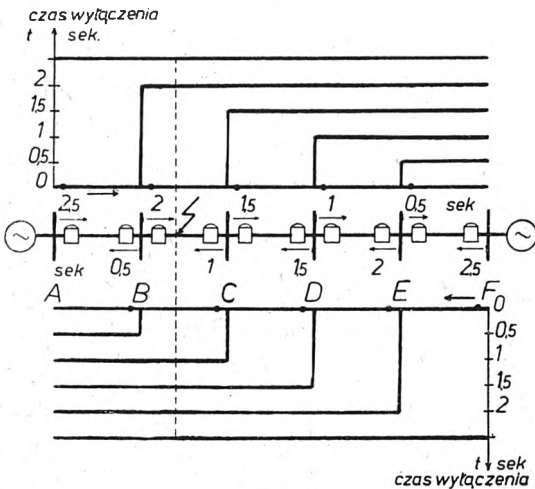 czas wyłączenia
t sek.
2
1,5
1
0,5
0
2,5 2 1,5 1 0,5 sek
sek 0,5 1 1,5 2 2,5
A B C D E F
0
0,5
1
1,5
2
t sek
czas wyłączenia